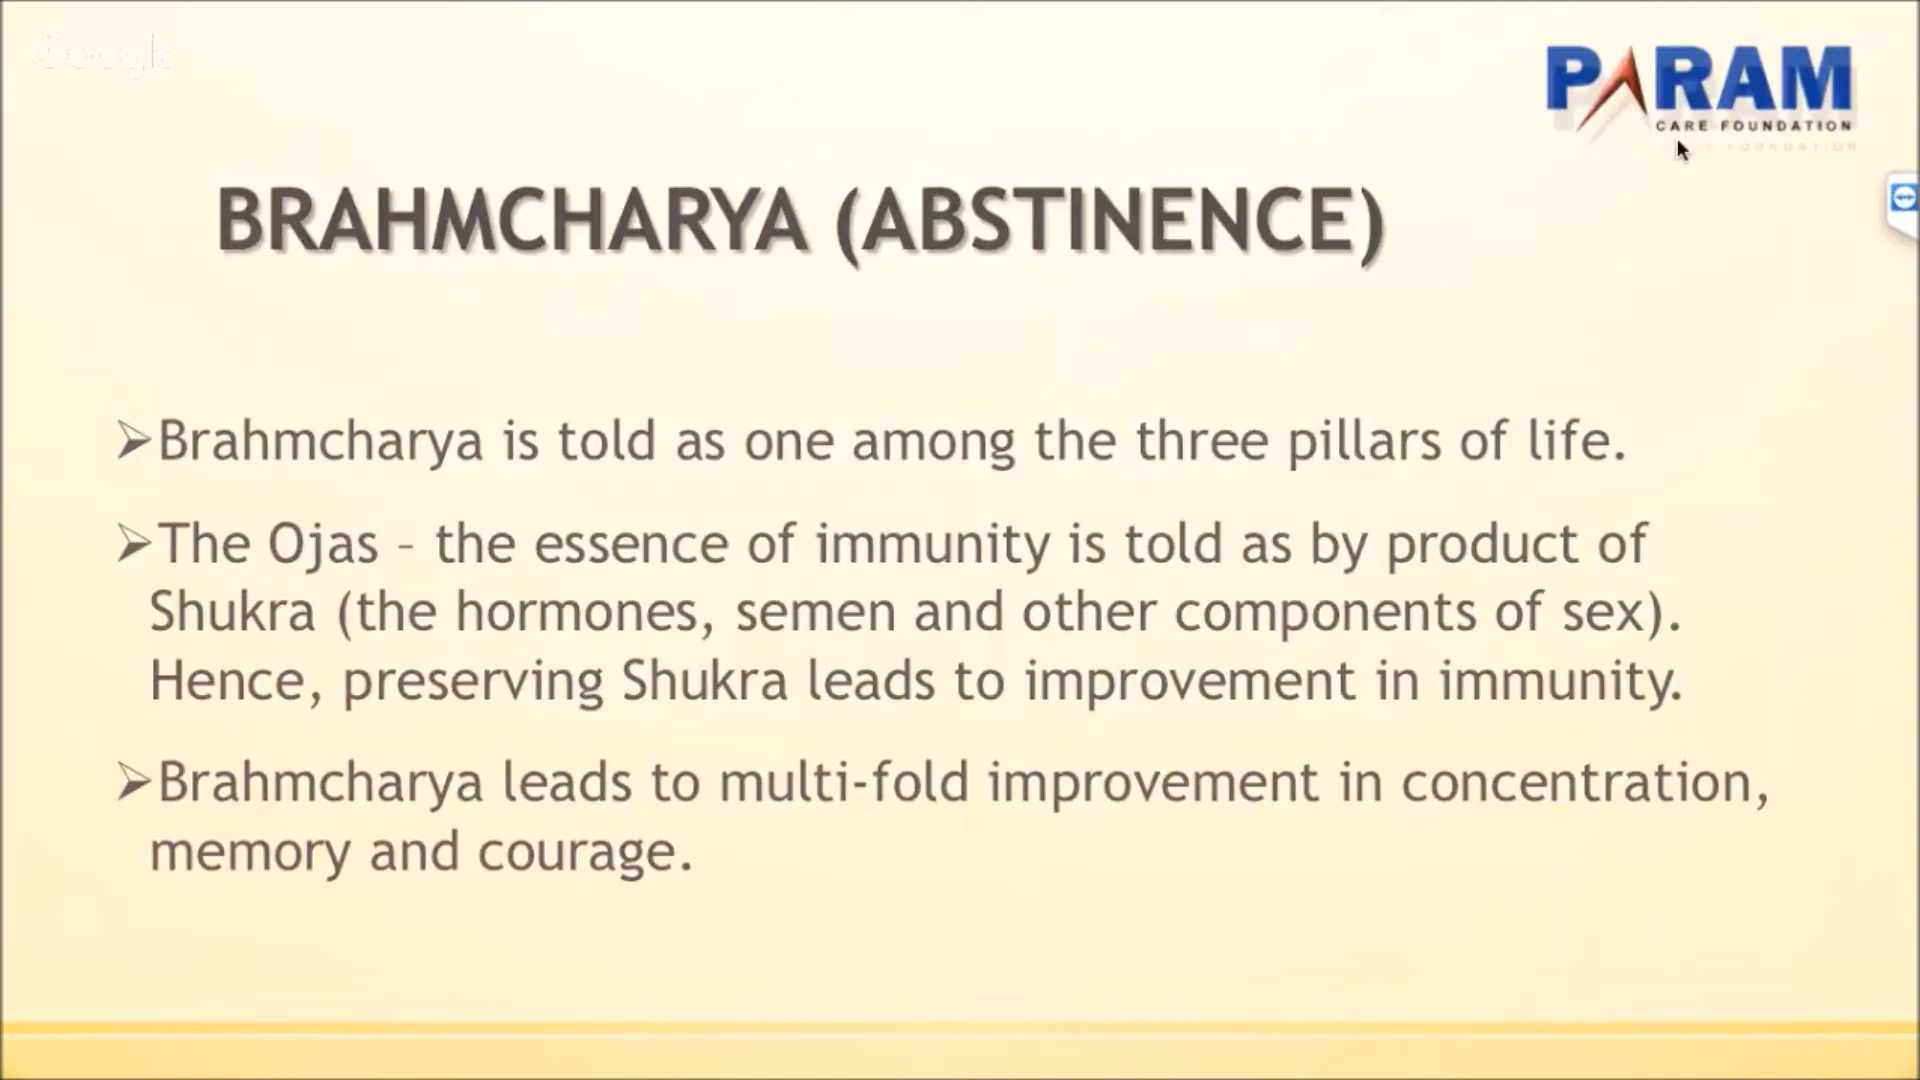 Google
PARAM
CARE FOUNDATION
BRAHMCHARYA (ABSTINENCE)
➢Brahmcharya is told as one among the three pillars of life.
➢The Ojas – the essence of immunity is told as by product of
Shukra (the hormones, semen and other components of sex).
Hence, preserving Shukra leads to improvement in immunity.
➢Brahmcharya leads to multi-fold improvement in concentration,
memory and courage.